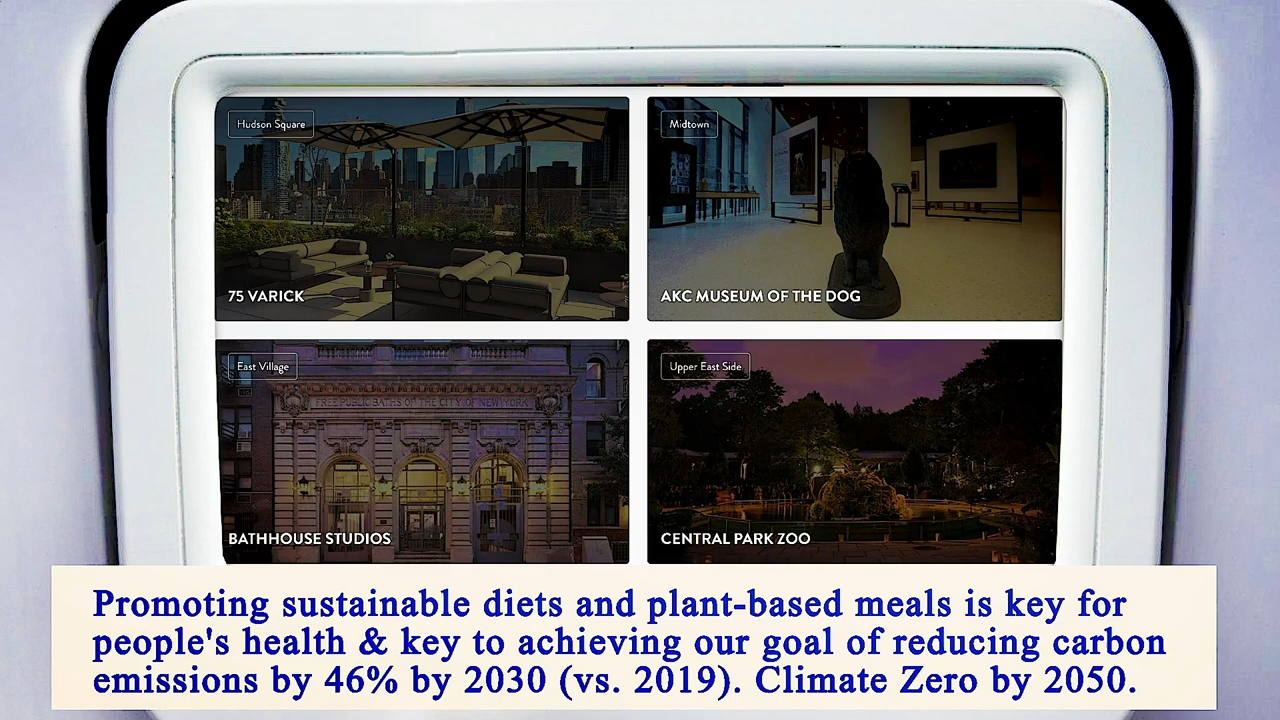 Hudson Square
75 VARICK
Midtown
AKC MUSEUM OF THE DOG
East Village
FREE PUBLIC BATHS OF THE CITY OF NEW YORK
BATHHOUSE STUDIOS
Upper East Side
CENTRAL PARK ZOO
Promoting sustainable diets and plant-based meals is key for
people's health & key to achieving our goal of reducing carbon
emissions by 46% by 2030 (vs. 2019). Climate Zero by 2050.